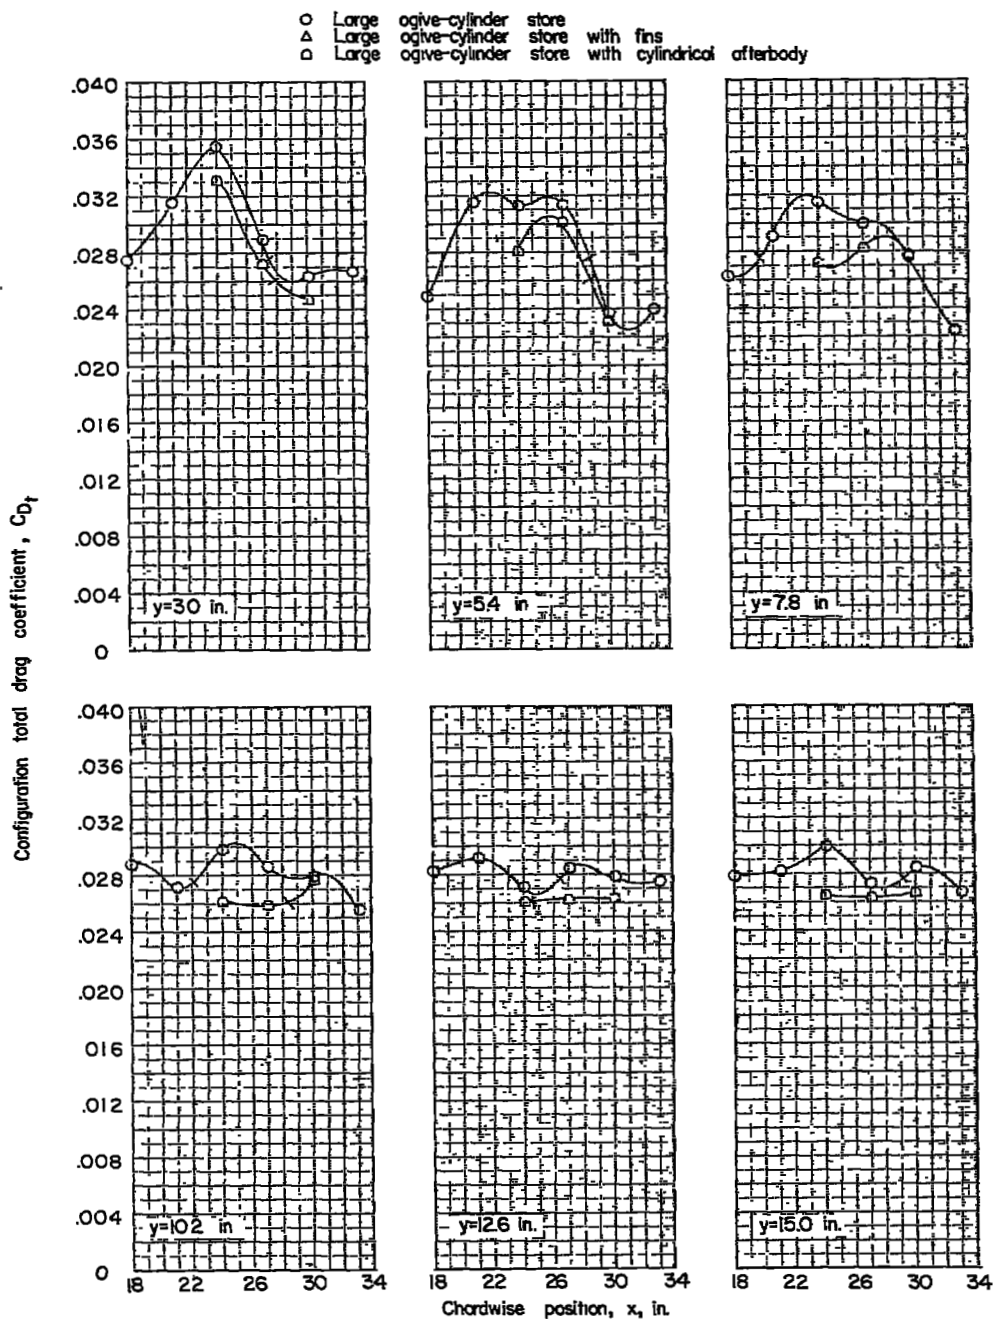 Large ogive-cylinder store
Large ogive-cylinder store with fins
Large ogive-cylinder store with cylindrical afterbody
Configuration total drag coefficient, CDt
.040
.036
.032
.028
.024
.020
.016
.012
.008
.004
0
y=30 in.
y=5.4 in
y=7.8 in
.040
.036
.032
.028
.024
.020
016
.012
.008
.004
0
y=10.2 in
y=12.6 in.
y=15.0 in.
18 22 26 30 34
18 22 26 30 34
18 22 26 30 34
Chordwise position, x, in.